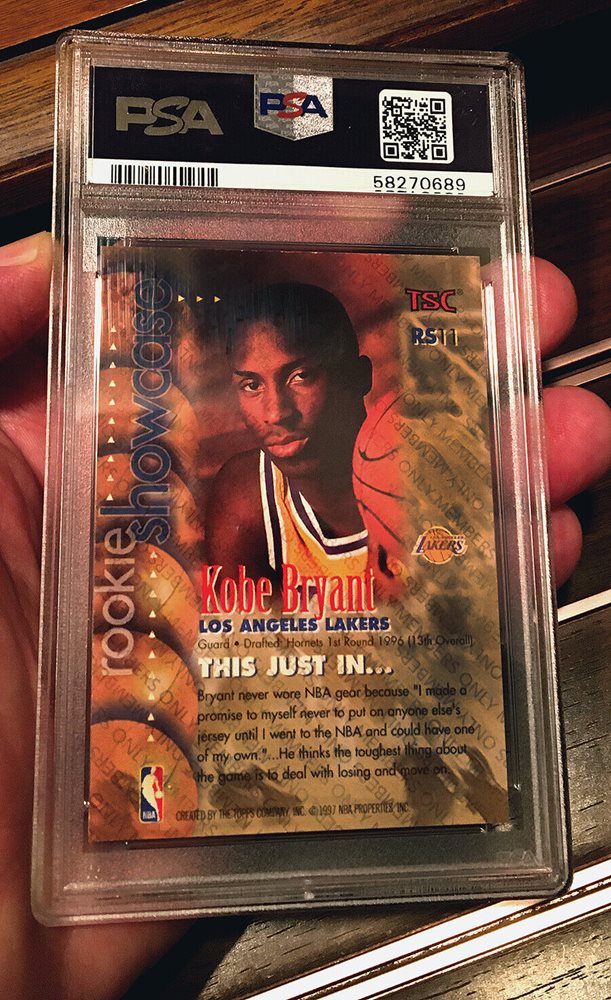 PSA
PSA
58270689
rookie
showcase
TSC
RS11
LAKERS
Kobe Bryant
LOS ANGELES LAKERS
Guard • Drafted: Hornets 1st Round 1996 (13th Overall)
THIS JUST IN...
Bryant never wore NBA gear because "I made a
promise to myself never to put on anyone else's
jersey until I went to the NBA and could have one
of my own."...He thinks the toughest thing about
the game is to deal with losing and move on.
NBA
CREATED BY THE TOPPS COMPANY, INC. © 1997 NBA PROPERTIES, INC.
MEMBERS ONLY